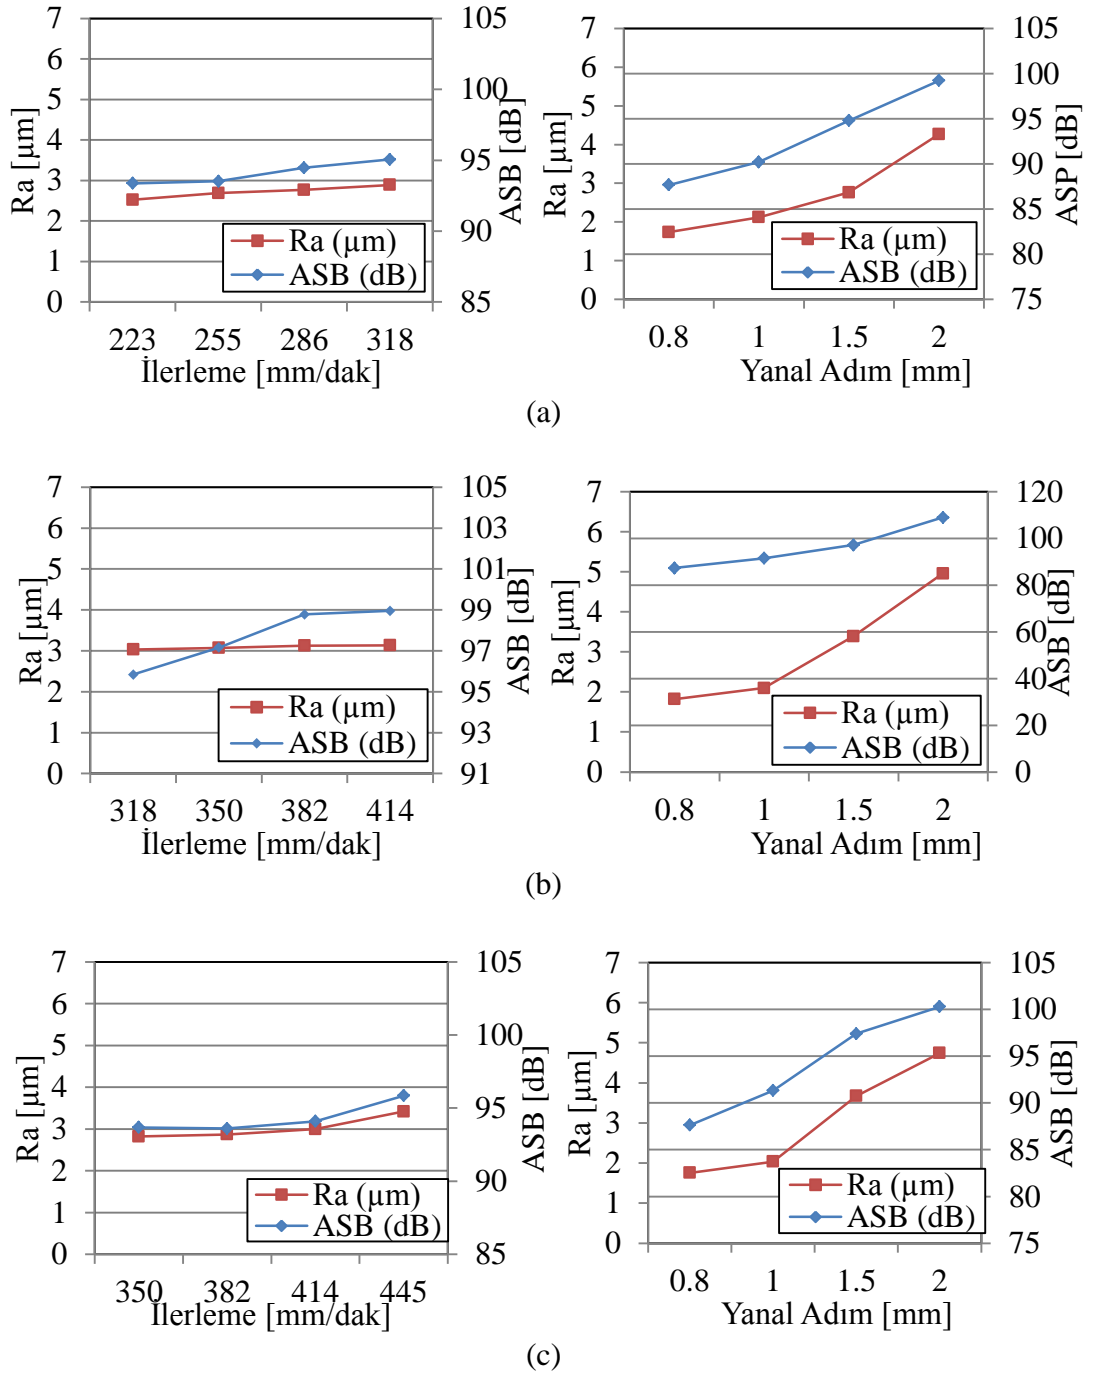 7
6
5
4
3
2
1
0
Ra [µm]
105
100
95
90
85
ASB [dB]
Ra (µm)
ASB (dB)
223 255 286 318
İlerleme [mm/dak]
7
6
5
4
3
2
1
0
Ra [µm]
105
100
95
90
85
80
75
ASP [dB]
Ra (µm)
ASB (dB)
0.8 1 1.5 2
Yanal Adım [mm]
(a)
7
6
5
4
3
2
1
0
Ra [µm]
105
103
101
99
97
95
93
91
ASB [dB]
Ra (µm)
ASB (dB)
318 350 382 414
İlerleme [mm/dak]
7
6
5
4
3
2
1
0
Ra [µm]
120
100
80
60
40
20
0
ASB [dB]
Ra (µm)
ASB (dB)
0.8 1 1.5 2
Yanal Adım [mm]
(b)
7
6
5
4
3
2
1
0
Ra [µm]
105
100
95
90
85
ASB [dB]
Ra (µm)
ASB (dB)
350 382 414 445
İlerleme [mm/dak]
7
6
5
4
3
2
1
0
Ra [µm]
105
100
95
90
85
80
75
ASB [dB]
Ra (µm)
ASB (dB)
0.8 1 1.5 2
Yanal Adım [mm]
(c)